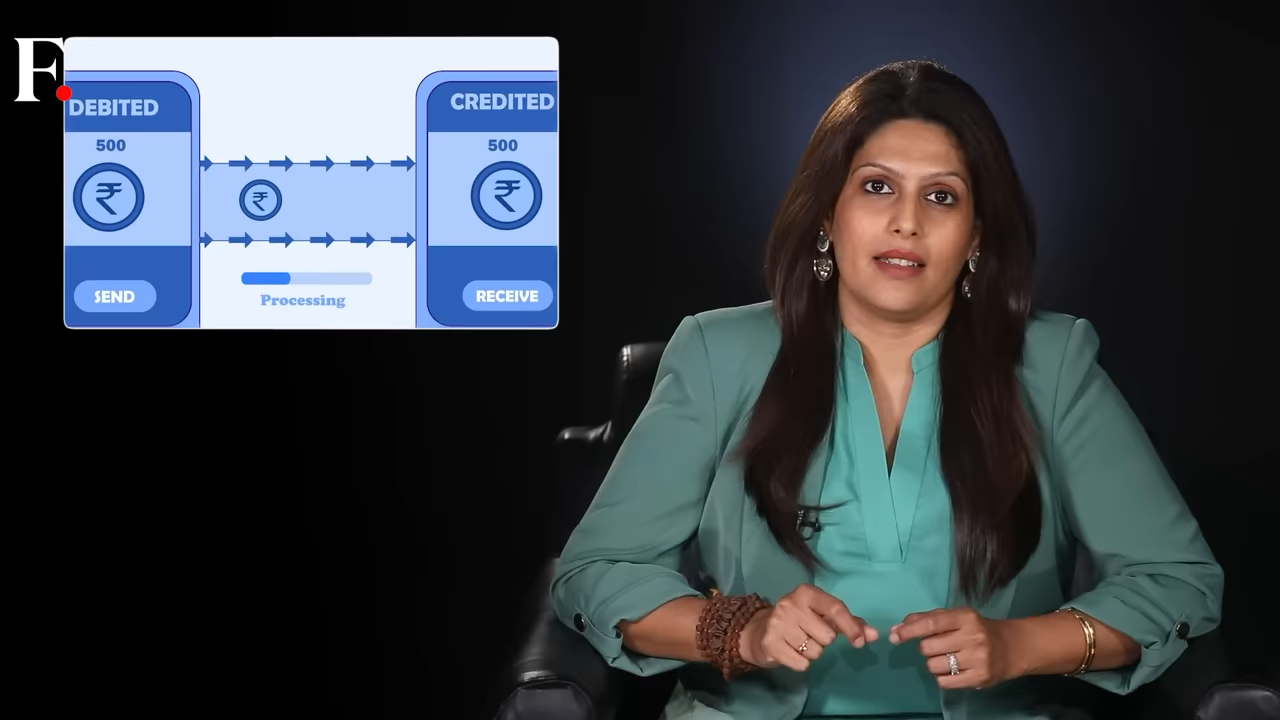 F.
DEBITED
500
₹
SEND
₹
Processing
CREDITED
500
₹
RECEIVE